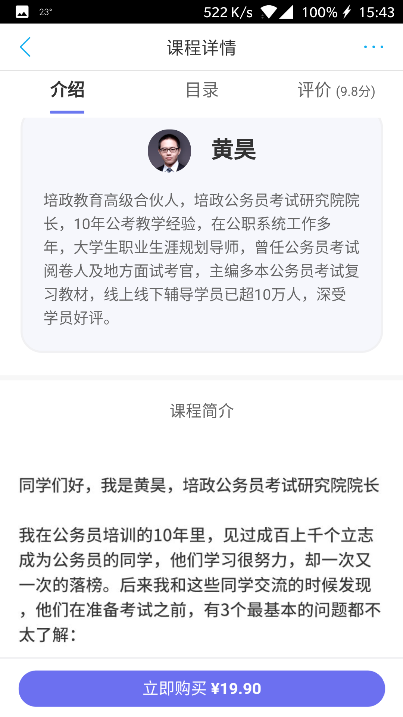 23°
522 K/s
100%
15:43
课程详情
介绍
目录
评价 (9.8分)
黄昊
培政教育高级合伙人，培政公务员考试研究院院
长，10年公考教学经验，在公职系统工作多
年，大学生职业生涯规划导师，曾任公务员考试
阅卷人及地方面试考官，主编多本公务员考试复
习教材，线上线下辅导学员已超10万人，深受
学员好评。
课程简介
同学们好，我是黄昊，培政公务员考试研究院院长
我在公务员培训的10年里，见过成百上千个立志
成为公务员的同学，他们学习很努力，却一次又
一次的落榜。后来我和这些同学交流的时候发现
，他们在准备考试之前，有3个最基本的问题都不
太了解：
立即购买 ¥19.90